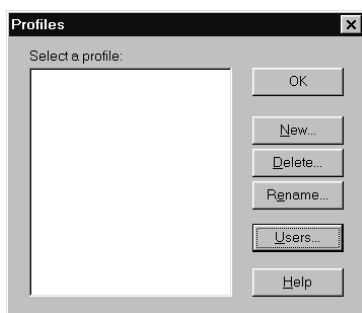 Profiles
Select a profile:
OK
New...
Delete...
Rename...
Users...
Help